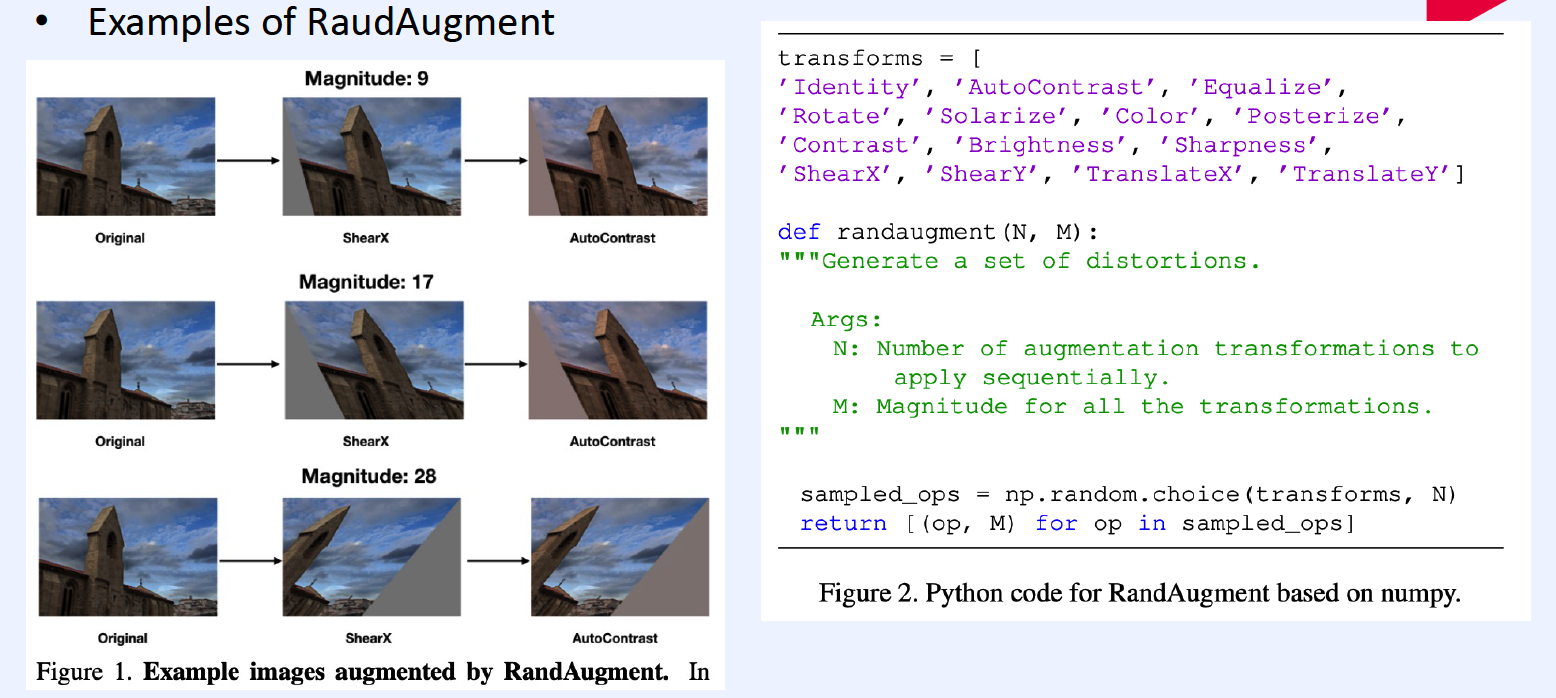 • Examples of RaudAugment
Magnitude: 9
Original
ShearX
AutoContrast
Magnitude: 17
Original
ShearX
AutoContrast
Magnitude: 28
Original
ShearX
AutoContrast
Figure 1. Example images augmented by RandAugment. In
transforms = [
'Identity', 'AutoContrast', 'Equalize',
'Rotate', 'Solarize', 'Color', 'Posterize',
'Contrast', 'Brightness', 'Sharpness',
'ShearX', 'ShearY', 'TranslateX', 'TranslateY']
def randaugment(N, M):
"""Generate a set of distortions.
Args:
N: Number of augmentation transformations to
apply sequentially.
M: Magnitude for all the transformations.
"""
sampled_ops = np.random.choice(transforms, N)
return [(op, M) for op in sampled_ops]
Figure 2. Python code for RandAugment based on numpy.